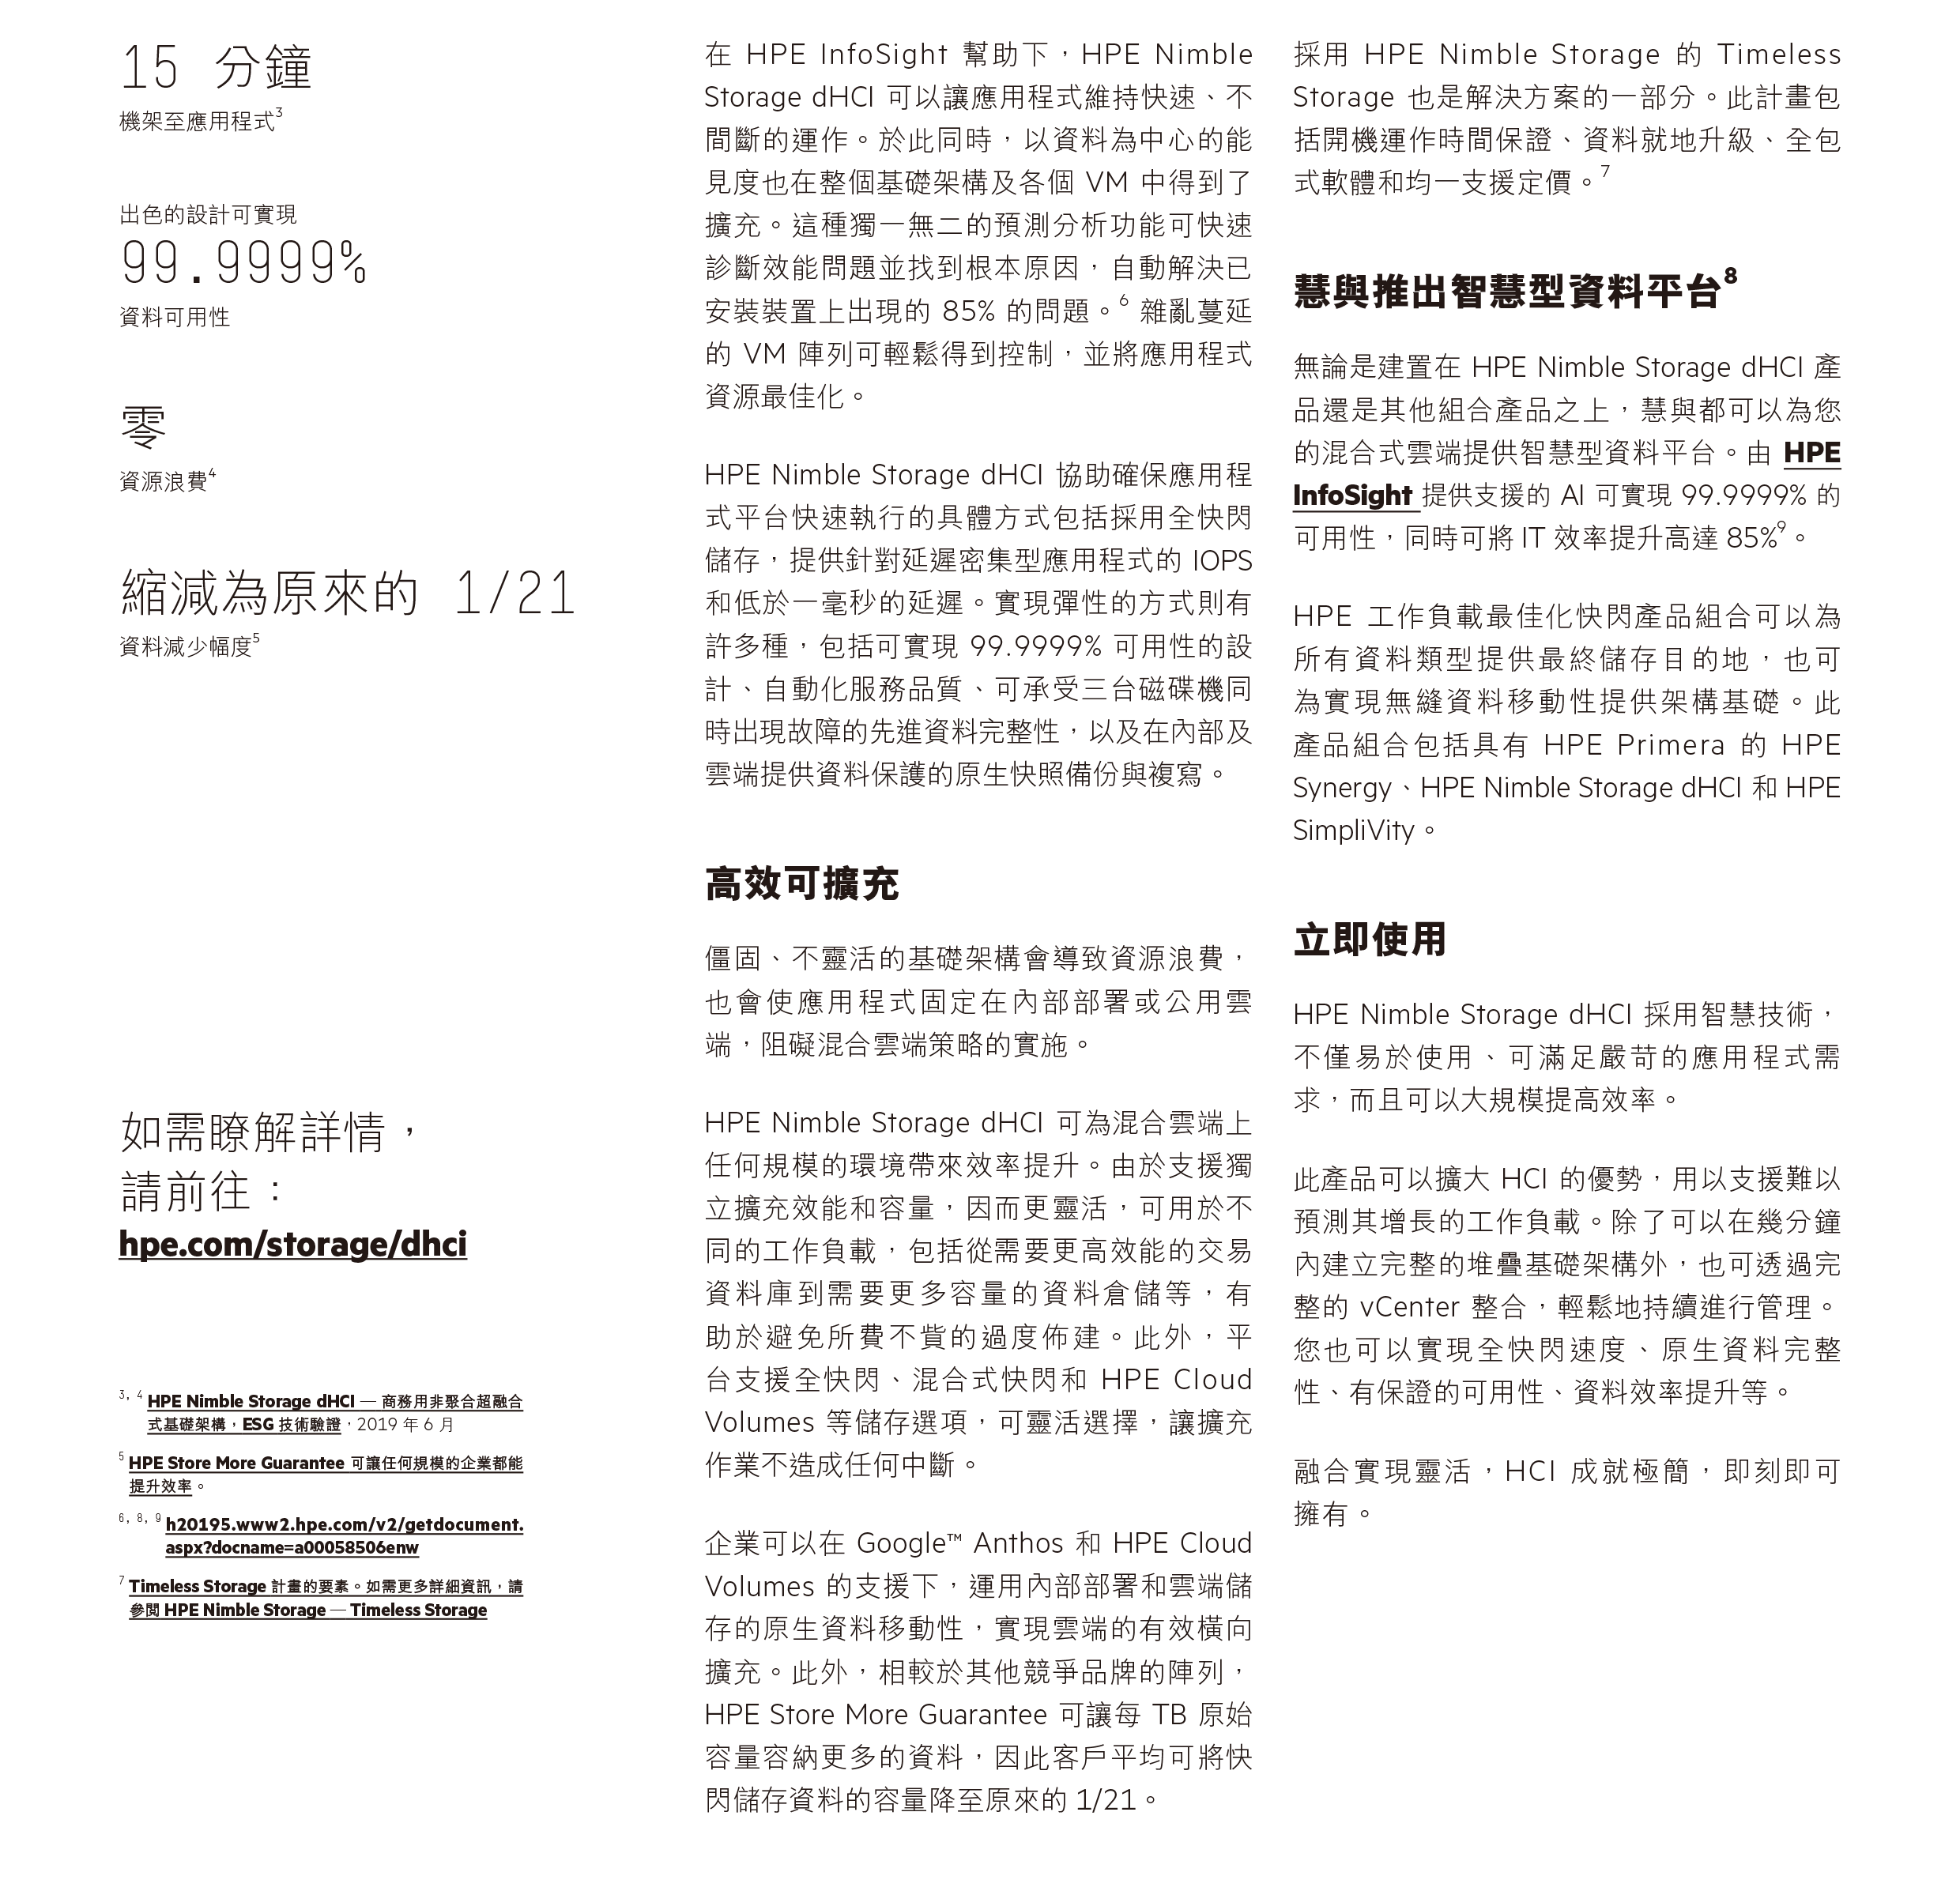 15 分鐘
機架至應用程式3
出色的設計可實現
99.9999%
資料可用性
零
資源浪費4
縮減為原來的 1/21
資料減少幅度5
如需瞭解詳情，
請前往：
hpe.com/storage/dhci
3, 4 HPE Nimble Storage dHCI — 商務用非聚合超融合
式基礎架構，ESG 技術驗證，2019 年 6 月
5 HPE Store More Guarantee 可讓任何規模的企業都能
提升效率。
6, 8, 9 h20195.www2.hpe.com/v2/getdocument.
aspx?docname=a00058506enw
7 Timeless Storage 計畫的要素。如需更多詳細資訊，請
參閱 HPE Nimble Storage — Timeless Storage
在 HPE InfoSight 幫助下，HPE Nimble
Storage dHCI 可以讓應用程式維持快速、不
間斷的運作。於此同時，以資料為中心的能
見度也在整個基礎架構及各個 VM 中得到了
擴充。這種獨一無二的預測分析功能可快速
診斷效能問題並找到根本原因，自動解決已
安裝裝置上出現的 85% 的問題。6 雜亂蔓延
的 VM 陣列可輕鬆得到控制，並將應用程式
資源最佳化。
HPE Nimble Storage dHCI 協助確保應用程
式平台快速執行的具體方式包括採用全快閃
儲存，提供針對延遲密集型應用程式的 IOPS
和低於一毫秒的延遲。實現彈性的方式則有
許多種，包括可實現 99.9999% 可用性的設
計、自動化服務品質、可承受三台磁碟機同
時出現故障的先進資料完整性，以及在內部及
雲端提供資料保護的原生快照備份與複寫。
高效可擴充
僵固、不靈活的基礎架構會導致資源浪費，
也會使應用程式固定在內部部署或公用雲
端，阻礙混合雲端策略的實施。
HPE Nimble Storage dHCI 可為混合雲端上
任何規模的環境帶來效率提升。由於支援獨
立擴充效能和容量，因而更靈活，可用於不
同的工作負載，包括從需要更高效能的交易
資料庫到需要更多容量的資料倉儲等，有
助於避免所費不貲的過度佈建。此外，平
台支援全快閃、混合式快閃和 HPE Cloud
Volumes 等儲存選項，可靈活選擇，讓擴充
作業不造成任何中斷。
企業可以在 Google™ Anthos 和 HPE Cloud
Volumes 的支援下，運用內部部署和雲端儲
存的原生資料移動性，實現雲端的有效橫向
擴充。此外，相較於其他競爭品牌的陣列，
HPE Store More Guarantee 可讓每 TB 原始
容量容納更多的資料，因此客戶平均可將快
閃儲存資料的容量降至原來的 1/21。
採用 HPE Nimble Storage 的 Timeless
Storage 也是解決方案的一部分。此計畫包
括開機運作時間保證、資料就地升級、全包
式軟體和均一支援定價。7
慧與推出智慧型資料平台8
無論是建置在 HPE Nimble Storage dHCI 產
品還是其他組合產品之上，慧與都可以為您
的混合式雲端提供智慧型資料平台。由 HPE
InfoSight 提供支援的 AI 可實現 99.9999% 的
可用性，同時可將 IT 效率提升高達 85%9。
HPE 工作負載最佳化快閃產品組合可以為
所有資料類型提供最終儲存目的地，也可
為實現無縫資料移動性提供架構基礎。此
產品組合包括具有 HPE Primera 的 HPE
Synergy、HPE Nimble Storage dHCI 和 HPE
SimpliVity。
立即使用
HPE Nimble Storage dHCI 採用智慧技術，
不僅易於使用、可滿足嚴苛的應用程式需
求，而且可以大規模提高效率。
此產品可以擴大 HCI 的優勢，用以支援難以
預測其增長的工作負載。除了可以在幾分鐘
內建立完整的堆疊基礎架構外，也可透過完
整的 vCenter 整合，輕鬆地持續進行管理。
您也可以實現全快閃速度、原生資料完整
性、有保證的可用性、資料效率提升等。
融合實現靈活，HCI 成就極簡，即刻即可
擁有。